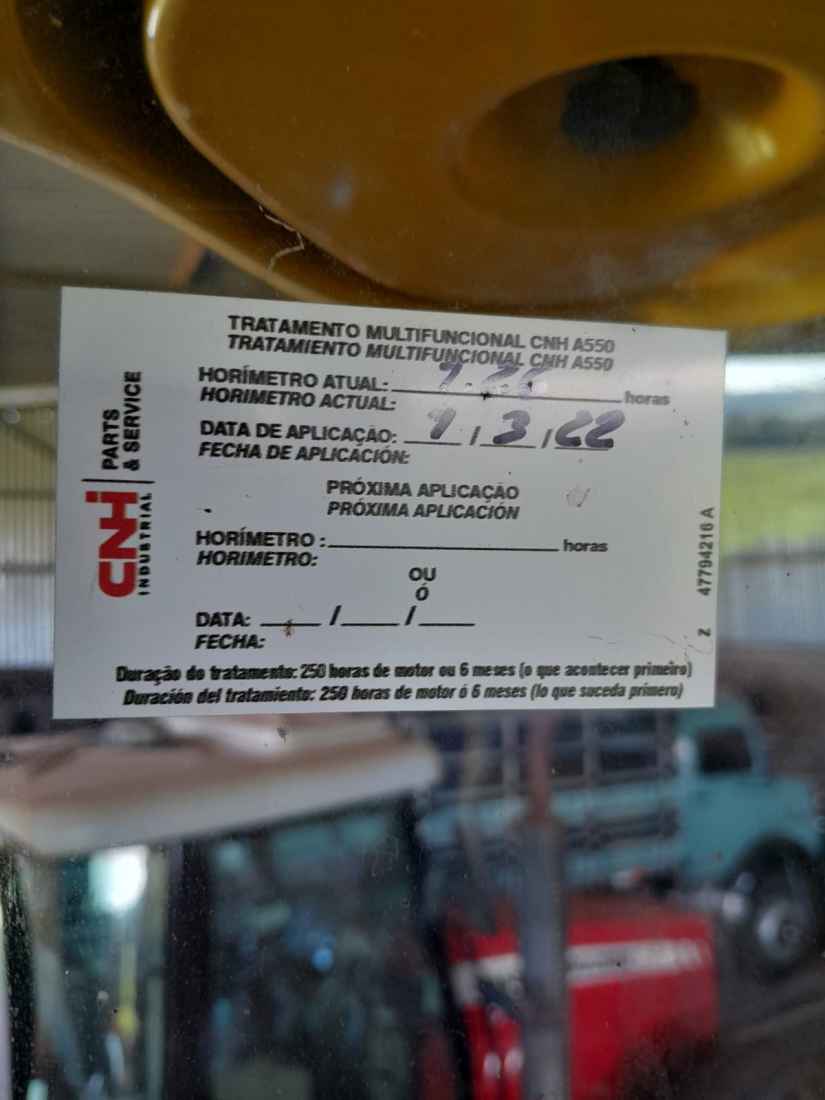 TRATAMENTO MULTIFUNCIONAL CNH A550
TRATAMIENTO MULTIFUNCIONAL CNH A550
HORÍMETRO ATUAL: horas
HORIMETRO ACTUAL:
DATA DE APLICAÇÃO: 1 / 3 / 22
FECHA DE APLICACIÓN:
PRÓXIMA APLICAÇÃO
PRÓXIMA APLICACIÓN
HORÍMETRO : horas
HORIMETRO:
OU
Ó
DATA: / /
FECHA:
Duração do tratamento: 250 horas de motor ou 6 meses (o que acontecer primeiro)
Duración del tratamiento: 250 horas de motor ó 6 meses (lo que suceda primero)
CNH
INDUSTRIAL
PARTS
& SERVICE
Z 47794216 A